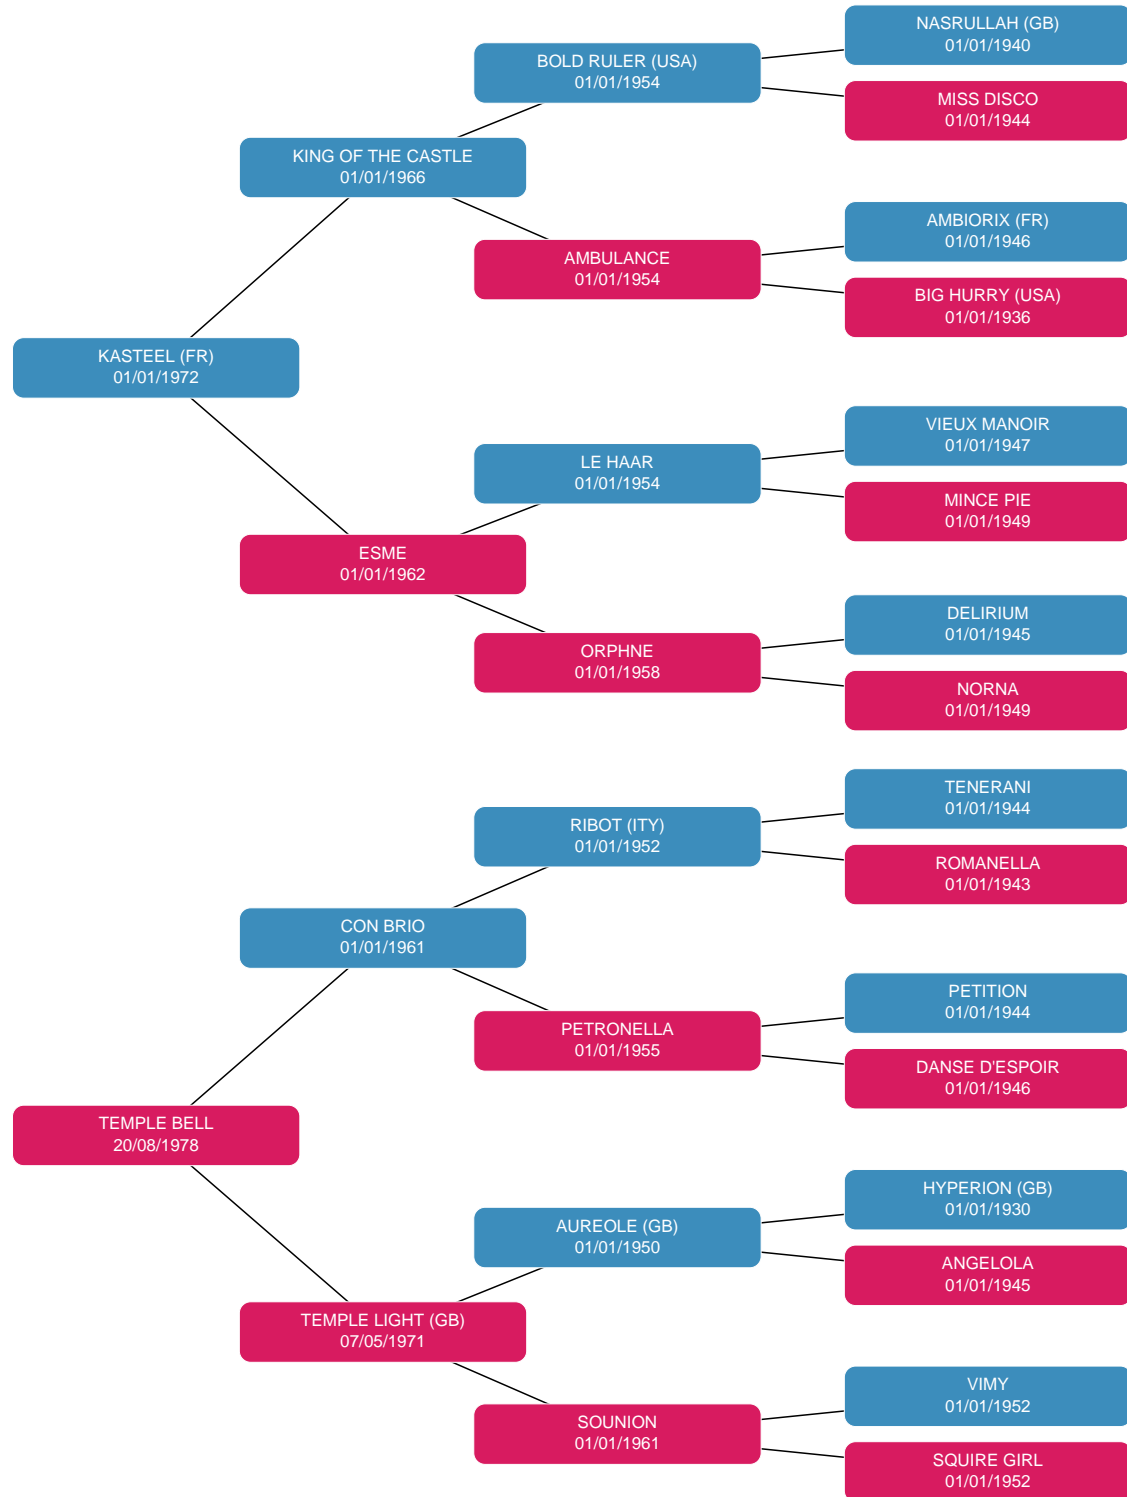 NASRULLAH (GB)
01/01/1940
BOLD RULER (USA)
01/01/1954
MISS DISCO
01/01/1944
KING OF THE CASTLE
01/01/1966
AMBIORIX (FR)
01/01/1946
AMBULANCE
01/01/1954
BIG HURRY (USA)
01/01/1936
KASTEEL (FR)
01/01/1972
VIEUX MANOIR
01/01/1947
LE HAAR
01/01/1954
MINCE PIE
01/01/1949
ESME
01/01/1962
DELIRIUM
01/01/1945
ORPHNE
01/01/1958
NORNA
01/01/1949
TENERANI
01/01/1944
RIBOT (ITY)
01/01/1952
ROMANELLA
01/01/1943
CON BRIO
01/01/1961
PETITION
01/01/1944
PETRONELLA
01/01/1955
DANSE D'ESPOIR
01/01/1946
TEMPLE BELL
20/08/1978
HYPERION (GB)
01/01/1930
AUREOLE (GB)
01/01/1950
ANGELOLA
01/01/1945
TEMPLE LIGHT (GB)
07/05/1971
VIMY
01/01/1952
SOUNION
01/01/1961
SQUIRE GIRL
01/01/1952